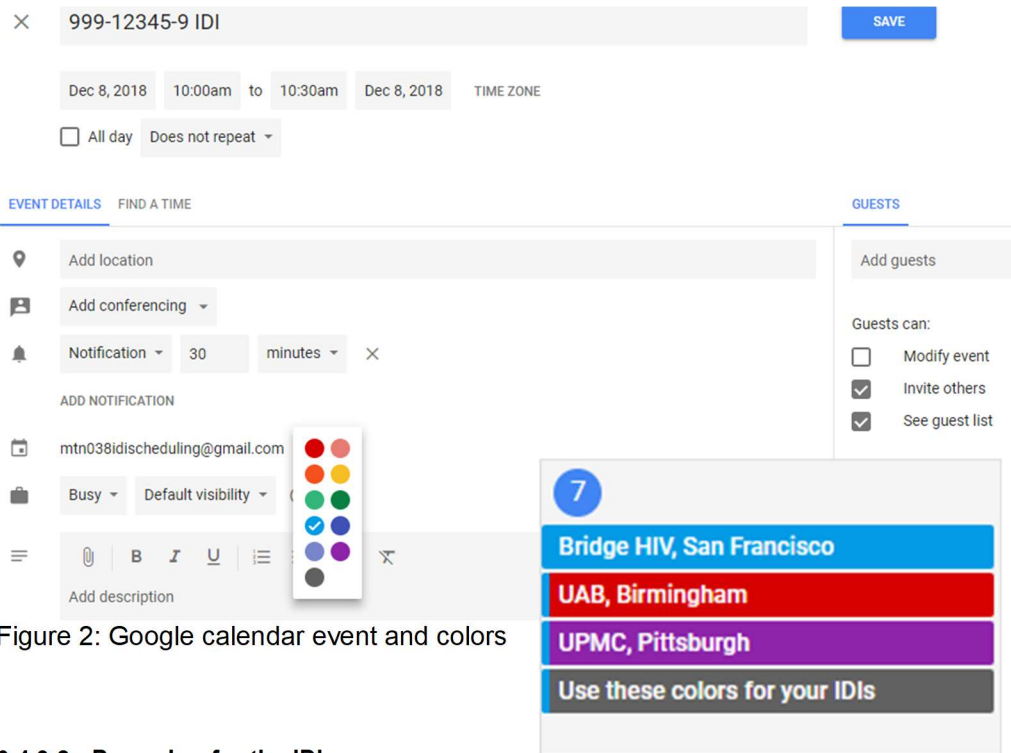 999-12345-9 IDI
SAVE
Dec 8, 2018 10:00am to 10:30am Dec 8, 2018 TIME ZONE
All day Does not repeat
EVENT DETAILS FIND A TIME
GUESTS
Add location
Add guests
Add conferencing
Guests can:
Notification 30 minutes
Modify event
Invite others
ADD NOTIFICATION
See guest list
mtn038idischeduling@gmail.com
Busy Default visibility
B I U
Add description
7
Bridge HIV, San Francisco
UAB, Birmingham
UPMC, Pittsburgh
Use these colors for your IDIs
Figure 2: Google calendar event and colors